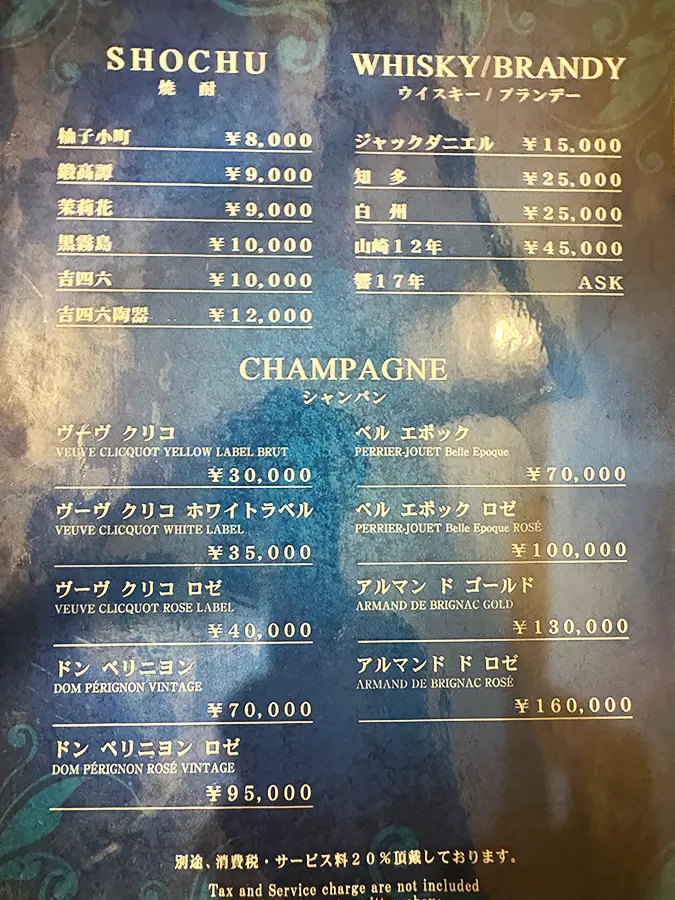 SHOCHU
焼 酎
柚子小町 ¥8,000
鍛高譚 ¥9,000
茉莉花 ¥9,000
黒霧島 ¥10,000
吉四六 ¥10,000
吉四六陶器 ¥12,000
WHISKY/BRANDY
ウイスキー / ブランデー
ジャックダニエル ¥15,000
知 多 ¥25,000
白 州 ¥25,000
山崎12年 ¥45,000
響17年 ASK
CHAMPAGNE
シャンパン
ヴーヴ クリコ
VEUVE CLICQUOT YELLOW LABEL BRUT
¥30,000
ヴーヴ クリコ ホワイトラベル
VEUVE CLICQUOT WHITE LABEL
¥35,000
ヴーヴ クリコ ロゼ
VEUVE CLICQUOT ROSE LABEL
¥40,000
ドン ペリニヨン
DOM PÉRIGNON VINTAGE
¥70,000
ドン ペリニヨン ロゼ
DOM PÉRIGNON ROSÉ VINTAGE
¥95,000
ベル エポック
PERRIER-JOUET Belle Epoque
¥70,000
ベル エポック ロゼ
PERRIER-JOUET Belle Epoque ROSÉ
¥100,000
アルマン ド ゴールド
ARMAND DE BRIGNAC GOLD
¥130,000
アルマンド ド ロゼ
ARMAND DE BRIGNAC ROSÉ
¥160,000
別途、消費税・サービス料20%頂戴しております。
Tax and Service charge are not included